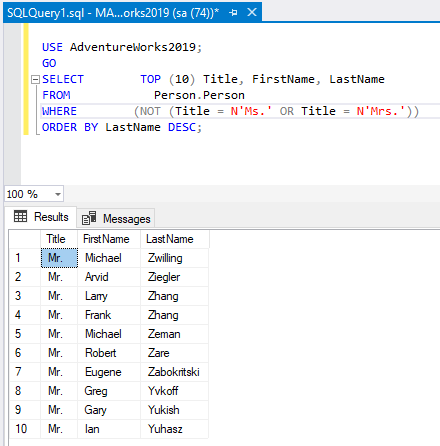 SQLQuery1.sql - MA...orks2019 (sa (74))*
USE AdventureWorks2019;
GO
SELECT TOP (10) Title, FirstName, LastName
FROM Person.Person
WHERE (NOT (Title = N'Ms.' OR Title = N'Mrs.'))
ORDER BY LastName DESC;
100 %
Results Messages
Title FirstName LastName
1 Mr. Michael Zwilling
2 Mr. Arvid Ziegler
3 Mr. Larry Zhang
4 Mr. Frank Zhang
5 Mr. Michael Zeman
6 Mr. Robert Zare
7 Mr. Eugene Zabokritski
8 Mr. Greg Yvkoff
9 Mr. Gary Yukish
10 Mr. Ian Yuhasz